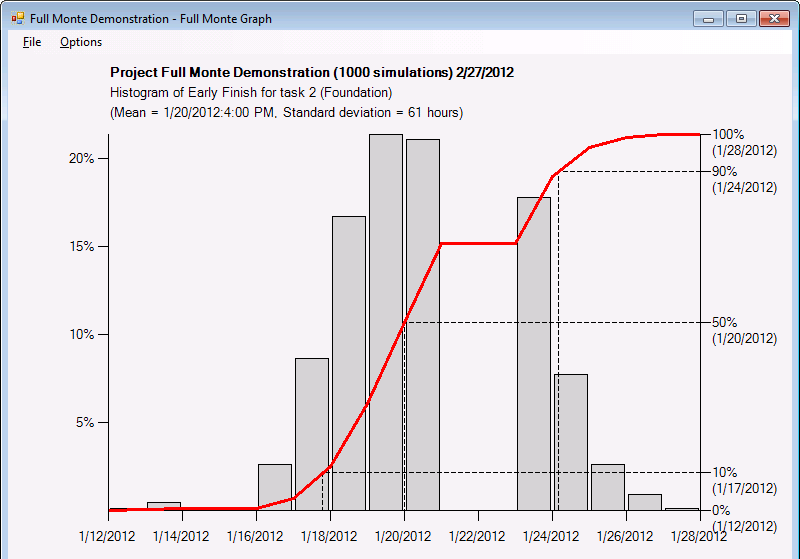 Full Monte Demonstration - Full Monte Graph
File Options
Project Full Monte Demonstration (1000 simulations) 2/27/2012
Histogram of Early Finish for task 2 (Foundation)
(Mean = 1/20/2012:4:00 PM, Standard deviation = 61 hours)
100%
(1/28/2012)
20%
90%
(1/24/2012)
15%
10%
50%
(1/20/2012)
5%
10%
(1/17/2012)
0%
(1/12/2012)
1/12/2012 1/14/2012 1/16/2012 1/18/2012 1/20/2012 1/22/2012 1/24/2012 1/26/2012 1/28/2012